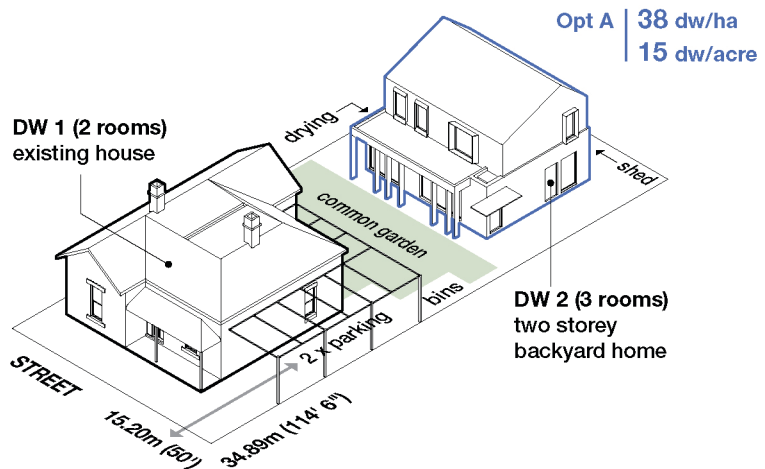 Opt A
38 dw/ha
15 dw/acre
DW 1 (2 rooms)
existing house
drying
shed
common garden
bins
2 x parking
DW 2 (3 rooms)
two storey
backyard home
STREET
15.20m (50')
34.89m (114' 6'')